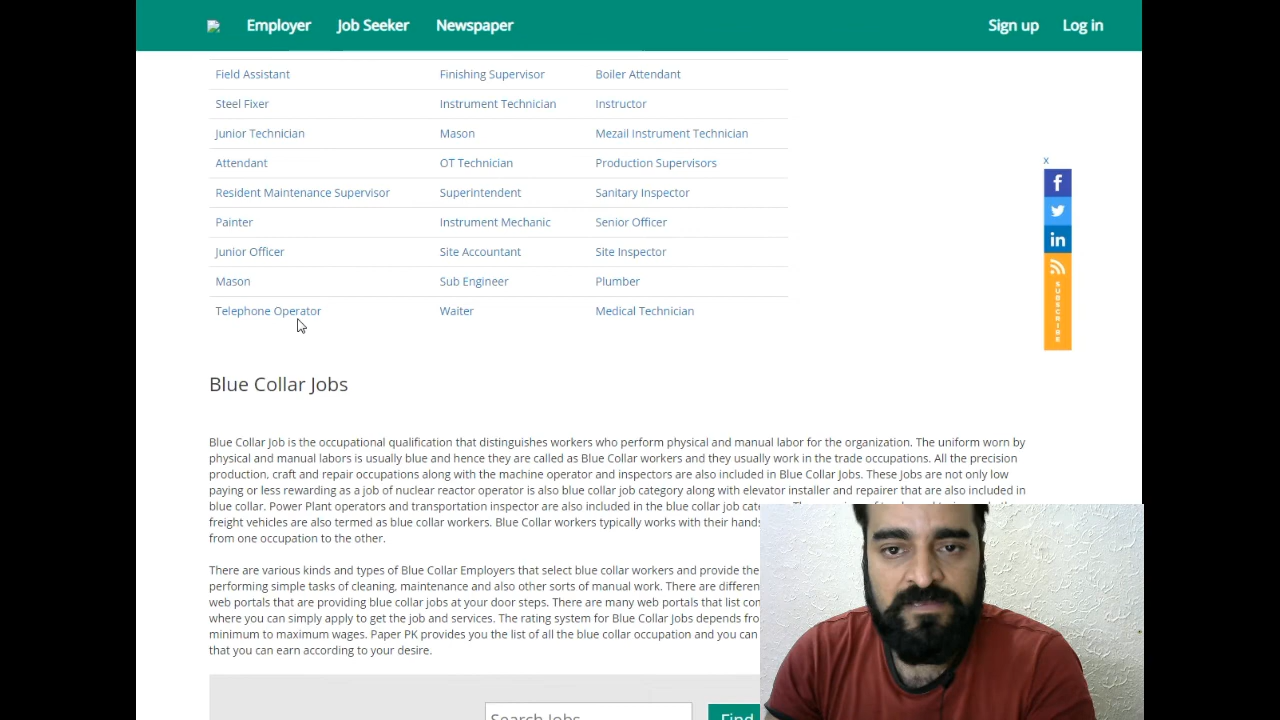 Employer Job Seeker Newspaper Sign up Log in
Field Assistant Finishing Supervisor Boiler Attendant
Steel Fixer Instrument Technician Instructor
Junior Technician Mason Mezail Instrument Technician
Attendant OT Technician Production Supervisors
Resident Maintenance Supervisor Superintendent Sanitary Inspector
Painter Instrument Mechanic Senior Officer
Junior Officer Site Accountant Site Inspector
Mason Sub Engineer Plumber
Telephone Operator Waiter Medical Technician
x
f
in
SUBSCRIBE
Blue Collar Jobs
Blue Collar Job is the occupational qualification that distinguishes workers who perform physical and manual labor for the organization. The uniform worn by
physical and manual labors is usually blue and hence they are called as Blue Collar workers and they usually work in the trade occupations. All the precision
production, craft and repair occupations along with the machine operator and inspectors are also included in Blue Collar Jobs. These Jobs are not only low
paying or less rewarding as a job of nuclear reactor operator is also blue collar job category along with elevator installer and repairer that are also included in
blue collar. Power Plant operators and transportation inspector are also included in the blue collar job
freight vehicles are also termed as blue collar workers. Blue Collar workers typically works with their hands
from one occupation to the other.
There are various kinds and types of Blue Collar Employers that select blue collar workers and provide the
performing simple tasks of cleaning, maintenance and also other sorts of manual work. There are
web portals that are providing blue collar jobs at your door steps. There are many web portals that list
where you can simply apply to get the job and services. The rating system for Blue Collar Jobs depends
minimum to maximum wages. Paper PK provides you the list of all the blue collar occupation and you can
that you can earn according to your desire.
Search Jobs Find